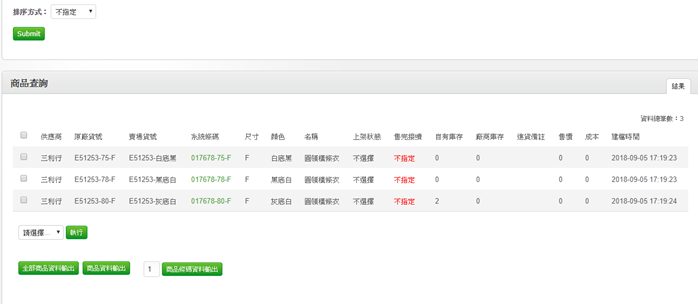 排序方式： 不指定
Submit
商品查詢
結果
資料總筆數：3
供應商 原廠貨號 賣場貨號 系統條碼 尺寸 顏色 名稱 上架狀態 售完補續 自有庫存 廠商庫存 進貨備註 售價 成本 建檔時間
三利行 E51253-75-F E51253-白底黑 017678-75-F F 白底黑 圓領橫條衣 不選擇 不指定 0 0 0 0 2018-09-05 17:19:23
三利行 E51253-78-F E51253-黑底白 017678-78-F F 黑底白 圓領橫條衣 不選擇 不指定 0 0 0 0 2018-09-05 17:19:23
三利行 E51253-80-F E51253-灰底白 017678-80-F F 灰底白 圓領橫條衣 不選擇 不指定 2 0 0 0 2018-09-05 17:19:24
請選擇... 執行
全部商品資料輸出 商品資料輸出 1 商品條碼資料輸出